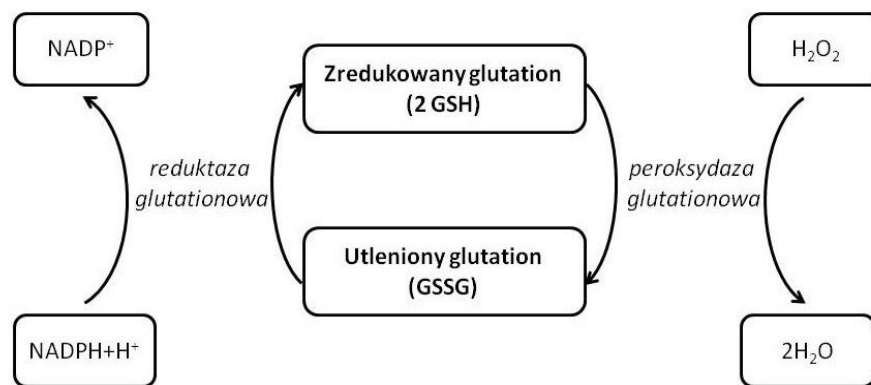 NADP⁺
Zredukowany glutation
(2 GSH)
H₂O₂
reduktaza
glutationowa
peroksydaza
glutationowa
Utleniony glutation
(GSSG)
NADPH+H⁺
2H₂O